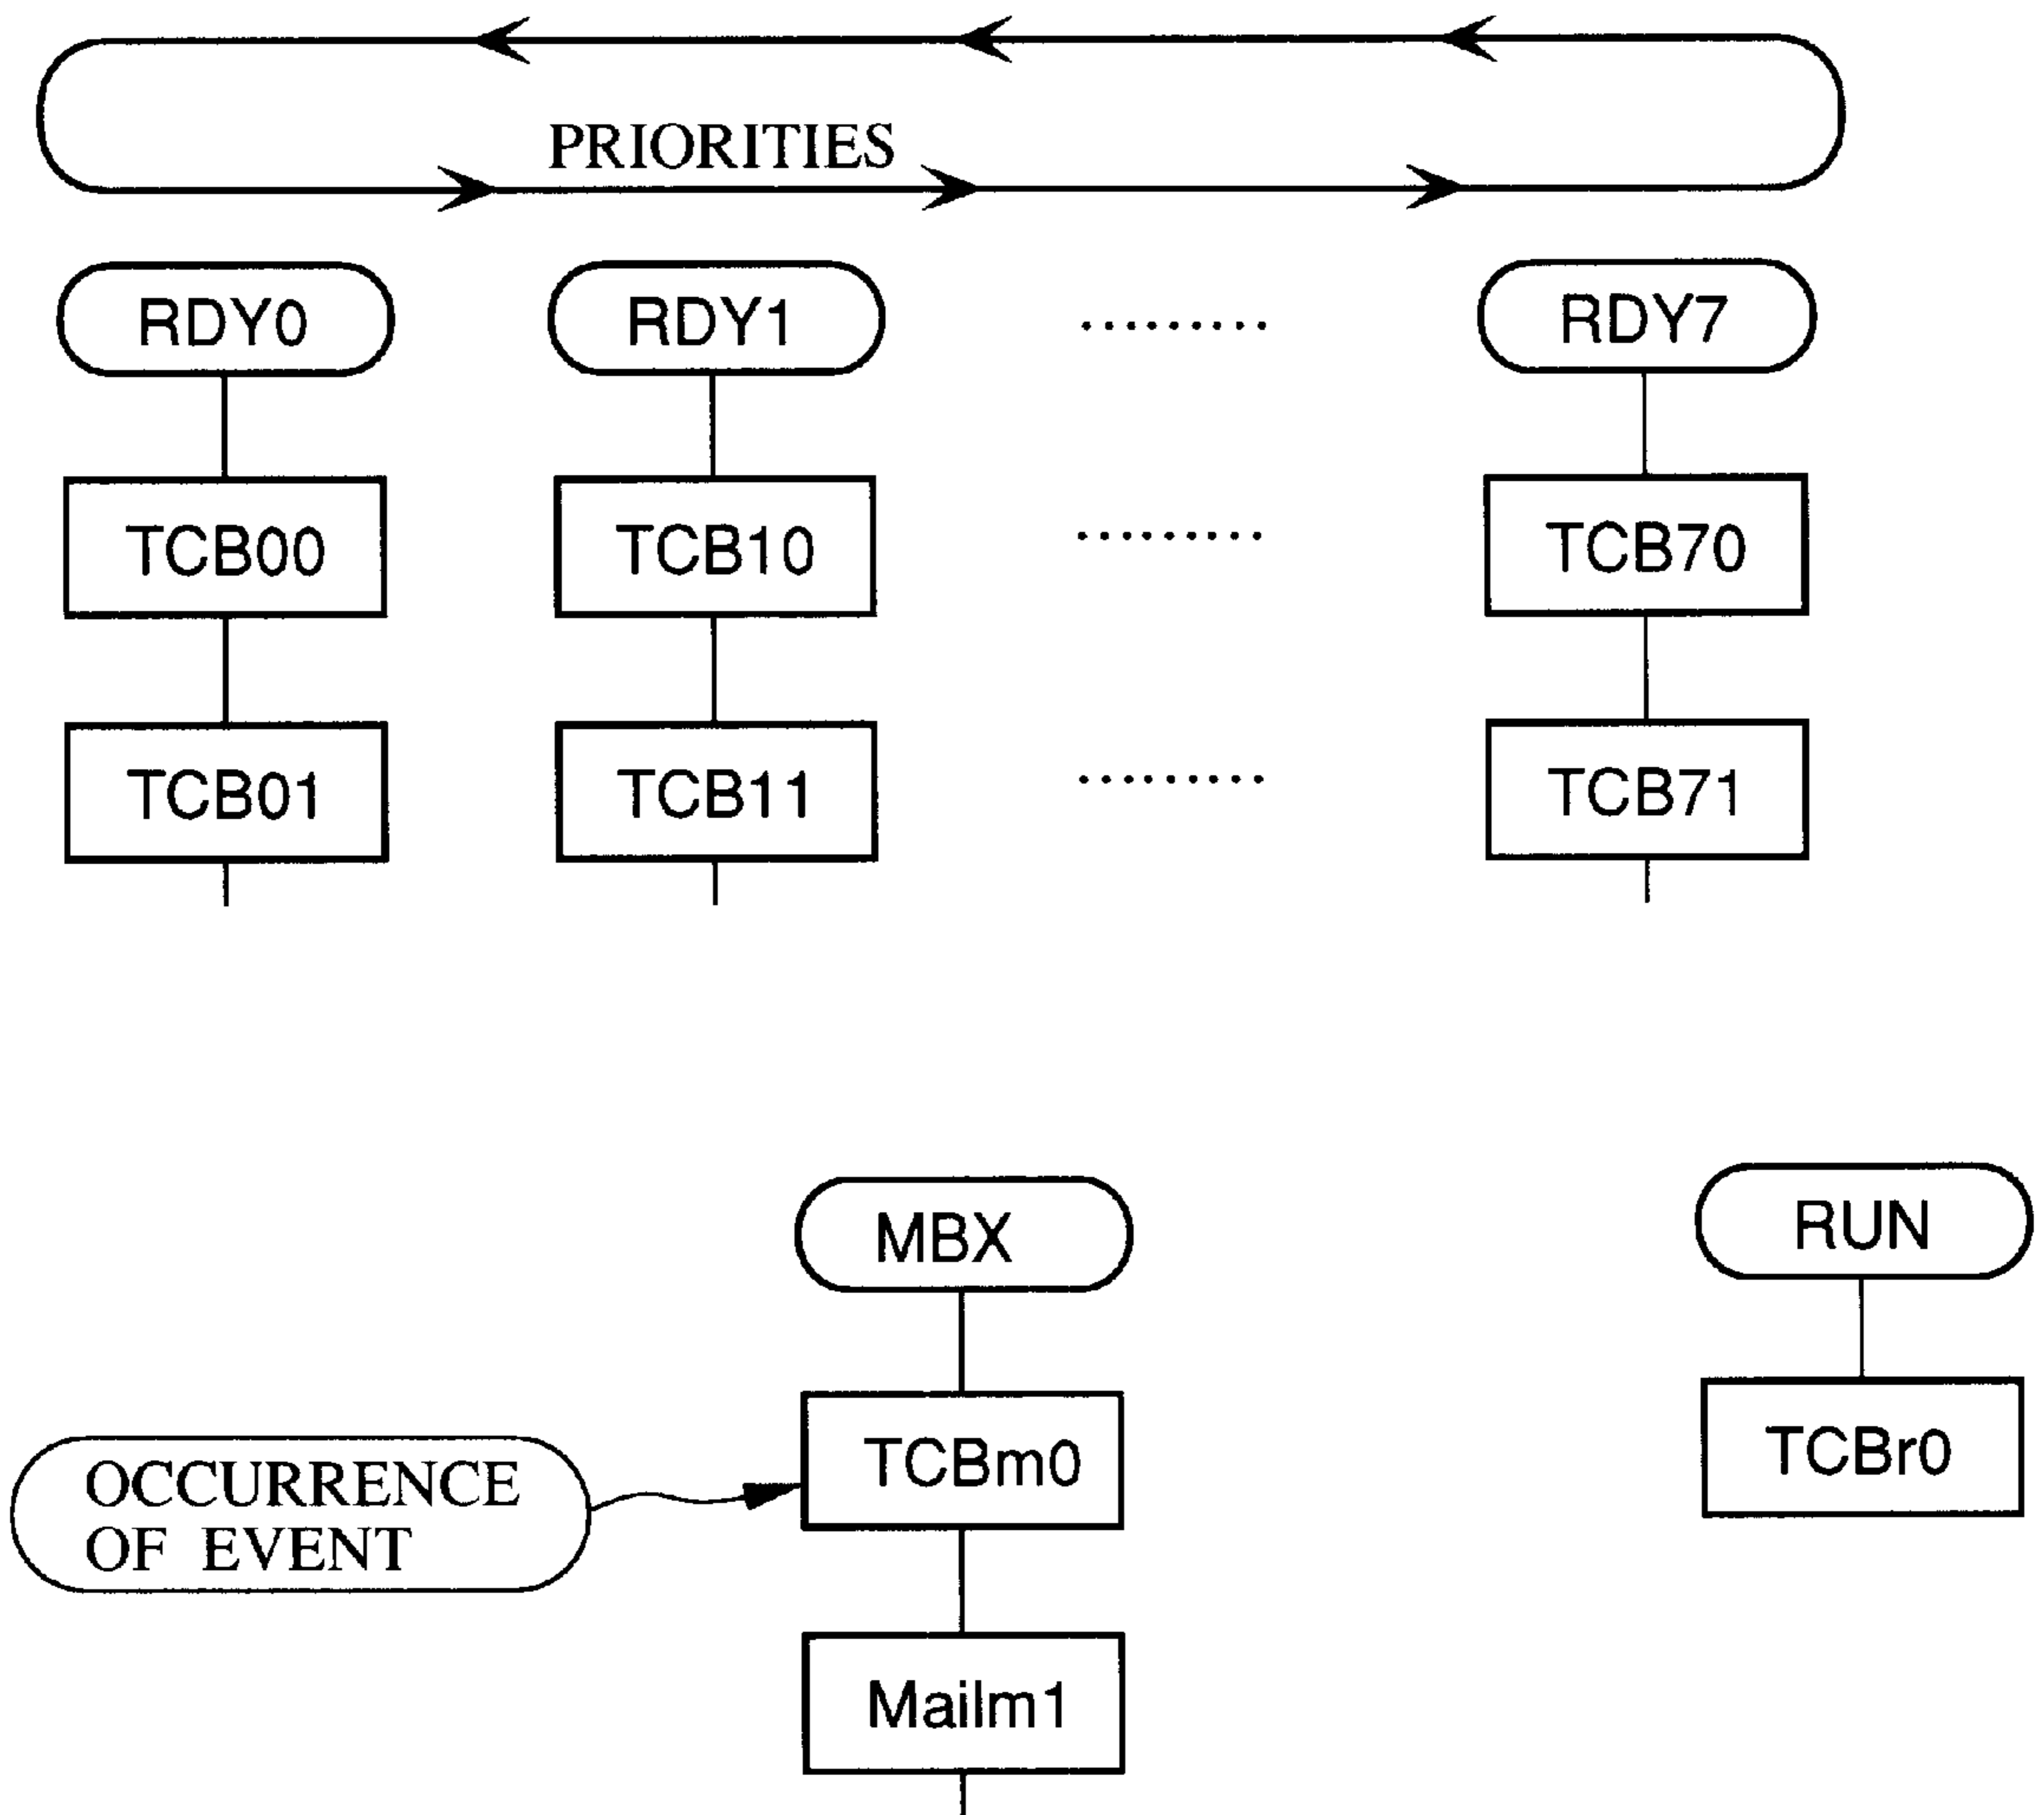 PRIORITIES
RDY0 RDY1 ......... RDY7
TCB00 TCB10 ......... TCB70
TCB01 TCB11 ......... TCB71
MBX RUN
TCBm0 TCBr0
OCCURRENCE
OF EVENT
Mailm1